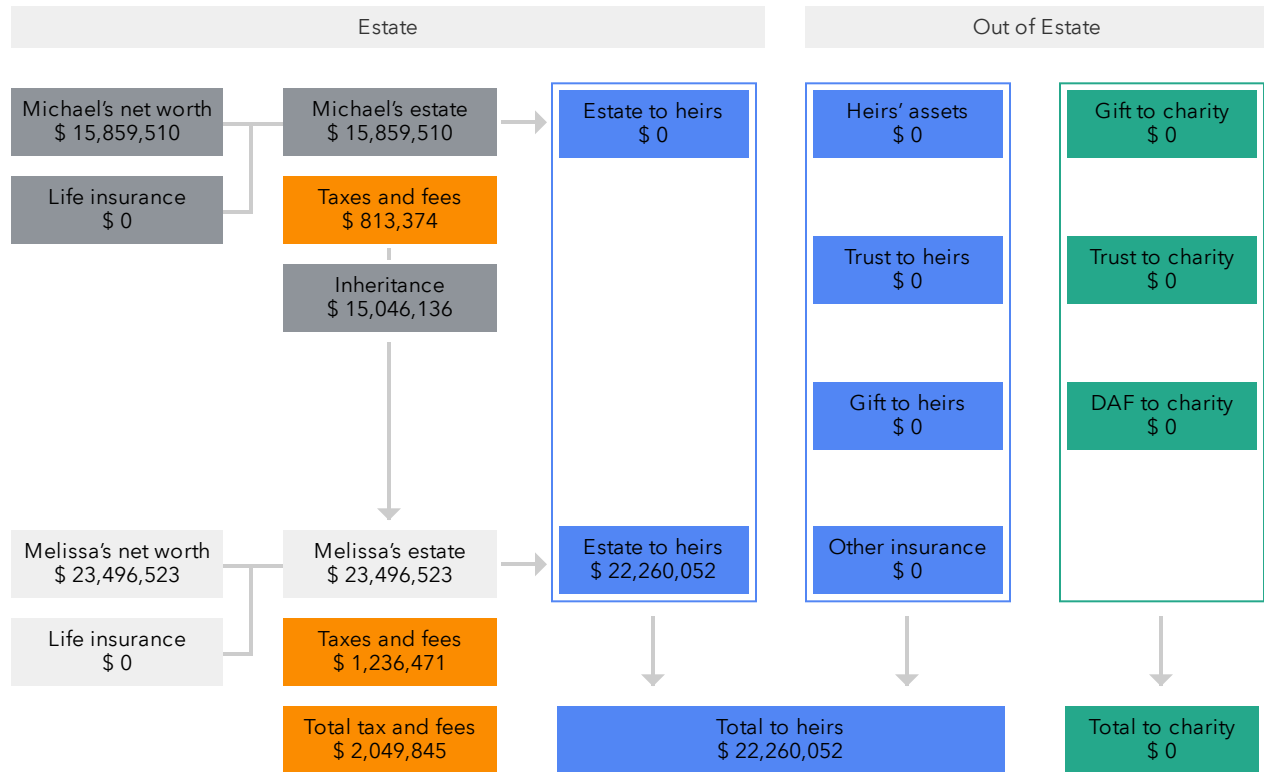 Estate
Out of Estate
Michael’s net worth
$ 15,859,510
Michael’s estate
$ 15,859,510
Estate to heirs
$ 0
Heirs’ assets
$ 0
Gift to charity
$ 0
Life insurance
$ 0
Taxes and fees
$ 813,374
Inheritance
$ 15,046,136
Trust to heirs
$ 0
Trust to charity
$ 0
Gift to heirs
$ 0
DAF to charity
$ 0
Melissa’s net worth
$ 23,496,523
Melissa’s estate
$ 23,496,523
Estate to heirs
$ 22,260,052
Other insurance
$ 0
Life insurance
$ 0
Taxes and fees
$ 1,236,471
Total tax and fees
$ 2,049,845
Total to heirs
$ 22,260,052
Total to charity
$ 0